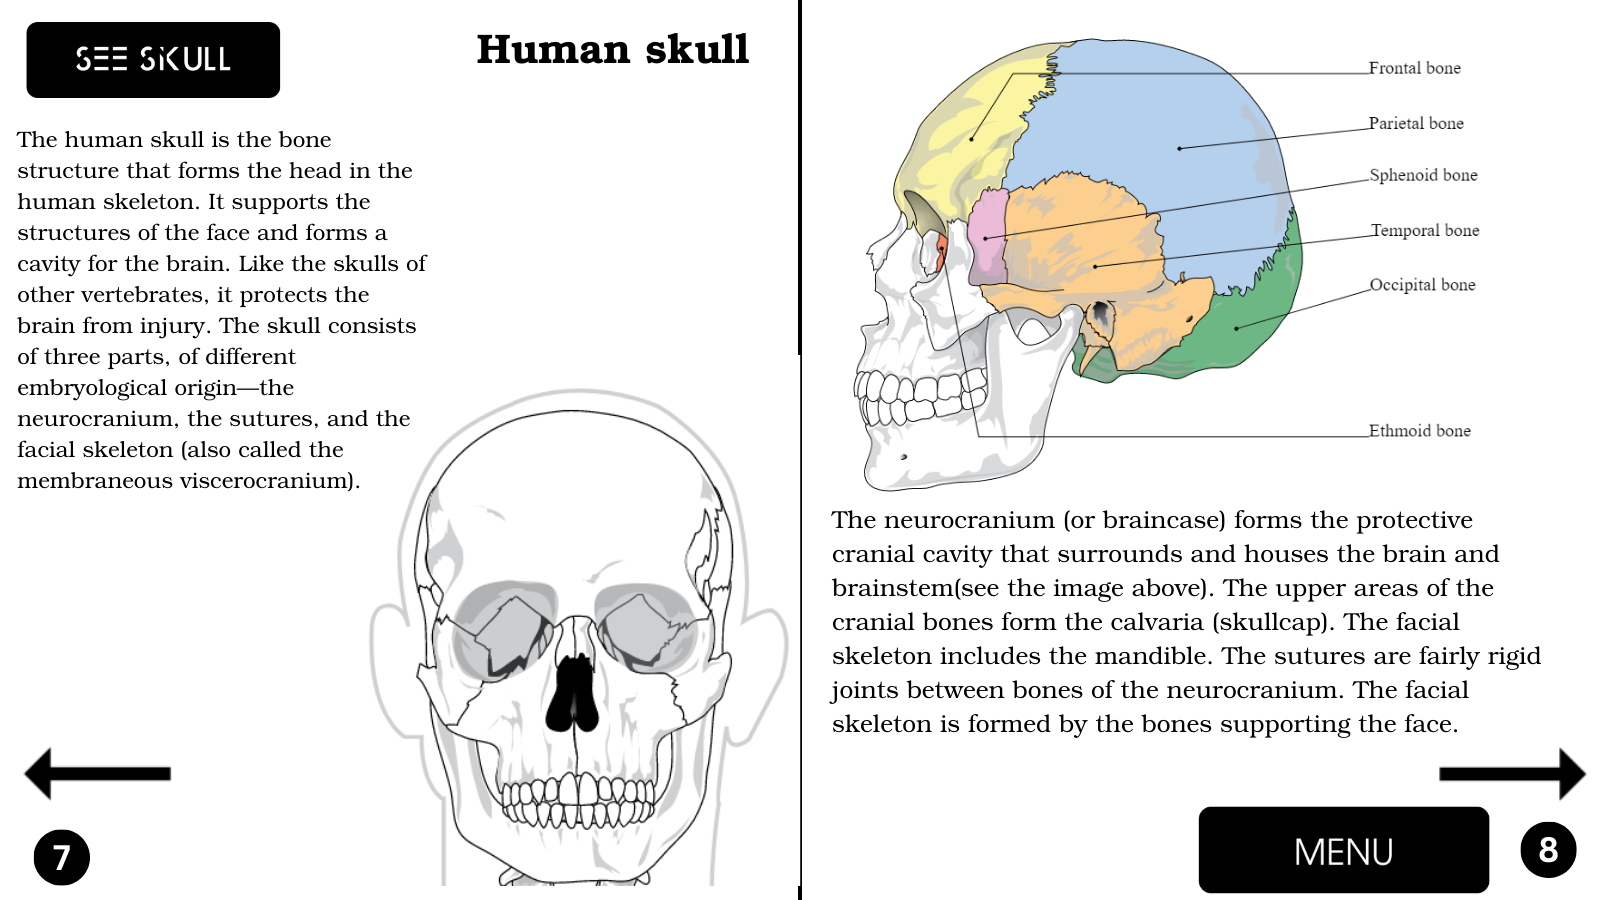 SEE SKULL
Human skull
The human skull is the bone
structure that forms the head in the
human skeleton. It supports the
structures of the face and forms a
cavity for the brain. Like the skulls of
other vertebrates, it protects the
brain from injury. The skull consists
of three parts, of different
embryological origin—the
neurocranium, the sutures, and the
facial skeleton (also called the
membraneous viscerocranium).
7
Frontal bone
Parietal bone
Sphenoid bone
Temporal bone
Occipital bone
Ethmoid bone
The neurocranium (or braincase) forms the protective
cranial cavity that surrounds and houses the brain and
brainstem(see the image above). The upper areas of the
cranial bones form the calvaria (skullcap). The facial
skeleton includes the mandible. The sutures are fairly rigid
joints between bones of the neurocranium. The facial
skeleton is formed by the bones supporting the face.
MENU
8